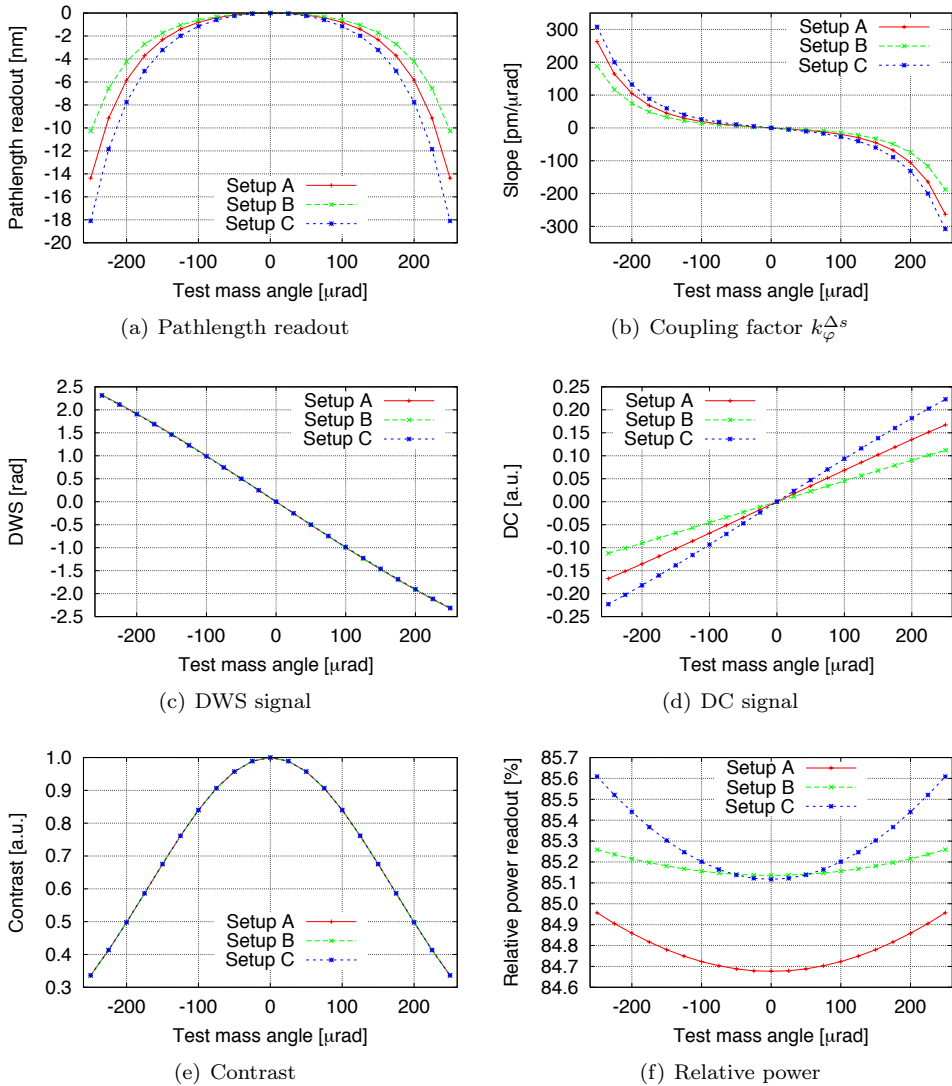 0
-2
-4
-6
-8
-10
-12
-14
-16
-18
-20
Pathlength readout [nm]
Setup A
Setup B
Setup C
-200 -100 0 100 200
Test mass angle [μrad]
(a) Pathlength readout
300
200
100
0
-100
-200
-300
Slope [pm/μrad]
Setup A
Setup B
Setup C
-200 -100 0 100 200
Test mass angle [μrad]
(b) Coupling factor $k_{\varphi}^{\Delta s}$
2.5
2.0
1.5
1.0
0.5
0.0
-0.5
-1.0
-1.5
-2.0
-2.5
DWS [rad]
Setup A
Setup B
Setup C
-200 -100 0 100 200
Test mass angle [μrad]
(c) DWS signal
0.25
0.20
0.15
0.10
0.05
0.00
-0.05
-0.10
-0.15
-0.20
-0.25
DC [a.u.]
Setup A
Setup B
Setup C
-200 -100 0 100 200
Test mass angle [μrad]
(d) DC signal
1.0
0.9
0.8
0.7
0.6
0.5
0.4
0.3
Contrast [a.u.]
Setup A
Setup B
Setup C
-200 -100 0 100 200
Test mass angle [μrad]
(e) Contrast
85.7
85.6
85.5
85.4
85.3
85.2
85.1
85.0
84.9
84.8
84.7
84.6
Relative power readout [%]
Setup A
Setup B
Setup C
-200 -100 0 100 200
Test mass angle [μrad]
(f) Relative power